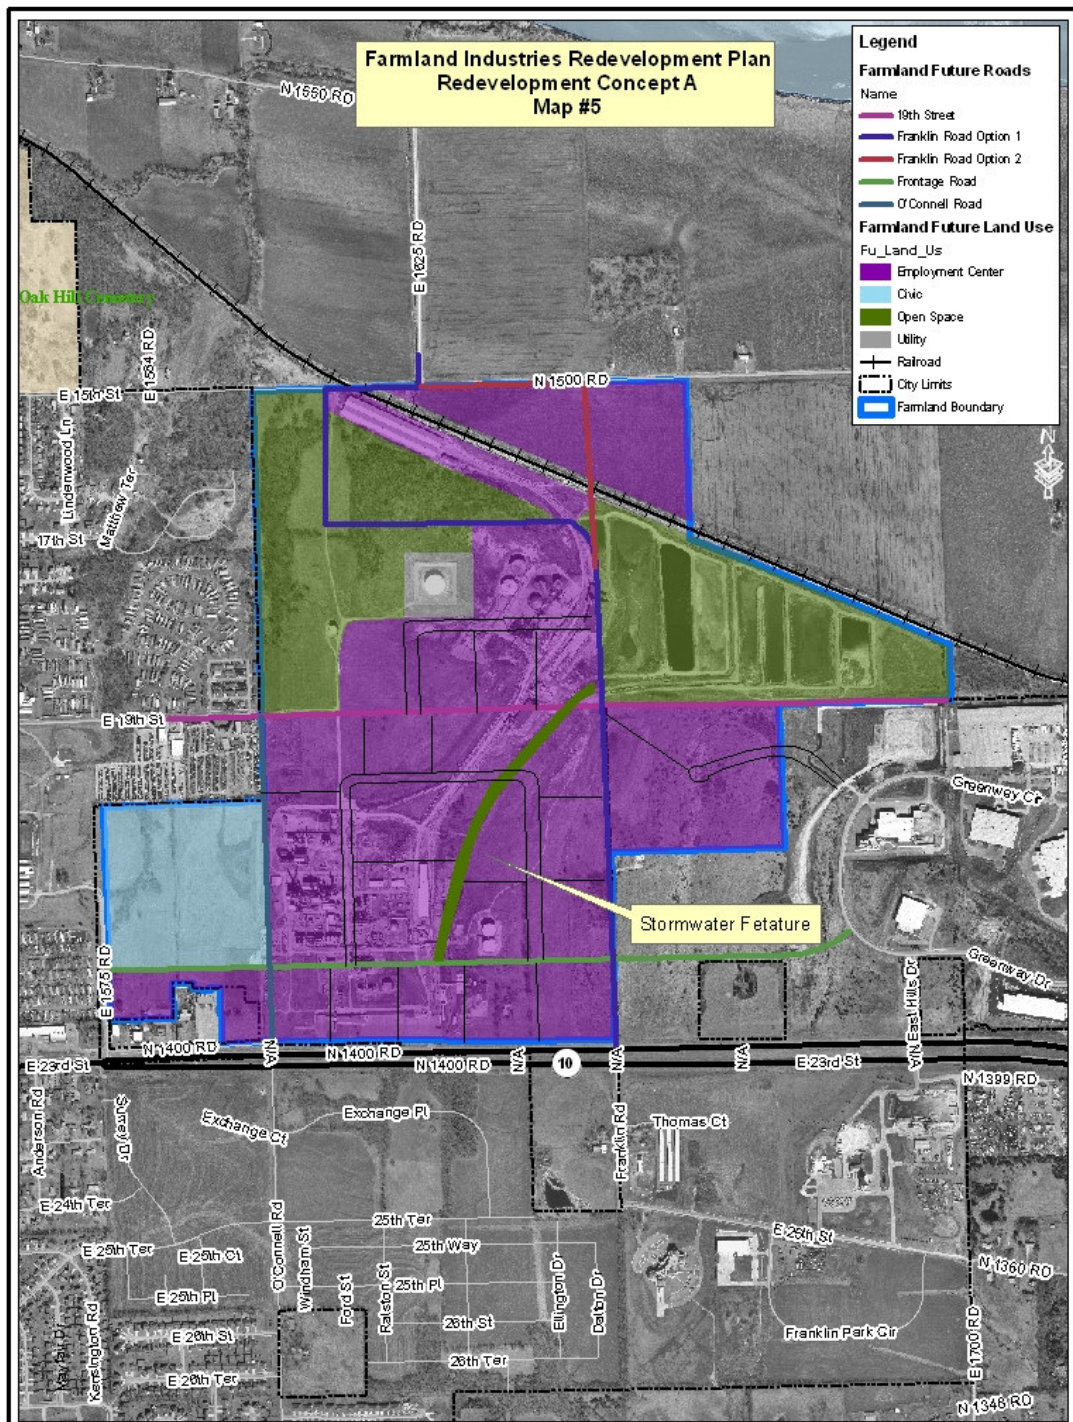 Farmland Industries Redevelopment Plan
Redevelopment Concept A
Map #5
Legend
Farmland Future Roads
Name
19th Street
Franklin Road Option 1
Franklin Road Option 2
Frontage Road
O'Connell Road
Farmland Future Land Use
Fu_Land_Us
Employment Center
Civic
Open Space
Utility
Railroad
City Limits
Farmland Boundary
N 1550 RD
E 1625 RD
Oak Hill Cemetery
E 1584 RD
E 15th St
N 1500 RD
N
Lindenwood Ln
Matthew Ter
17th St
E 19th St
Greenway Cir
Stormwater Fetature
Greenway Dr
E 1575 RD
East Hills Dr
N/A
N 1400 RD
N/A
N 1400 RD
N 1400 RD
N/A
10
N/A
N/A
E 23rd St
E 23rd St
N 1399 RD
Anderson Rd
Surrey Dr
Exchange Ct
Exchange Pl
Franklin Rd
Thomas Ct
E 24th Ter
O'Connell Rd
25th Ter
E 25th St
E 25th Ter
E 25th Ct
25th Way
N 1360 RD
Windham St
Ford St
Ralston St
25th Pl
Ellington Dr
Dalton Dr
E 25th Pl
26th St
E 26th St
26th Ter
Franklin Park Cir
E 1700 RD
Mayfair Dr
Kensington Rd
E 26th Ter
N 1348 RD